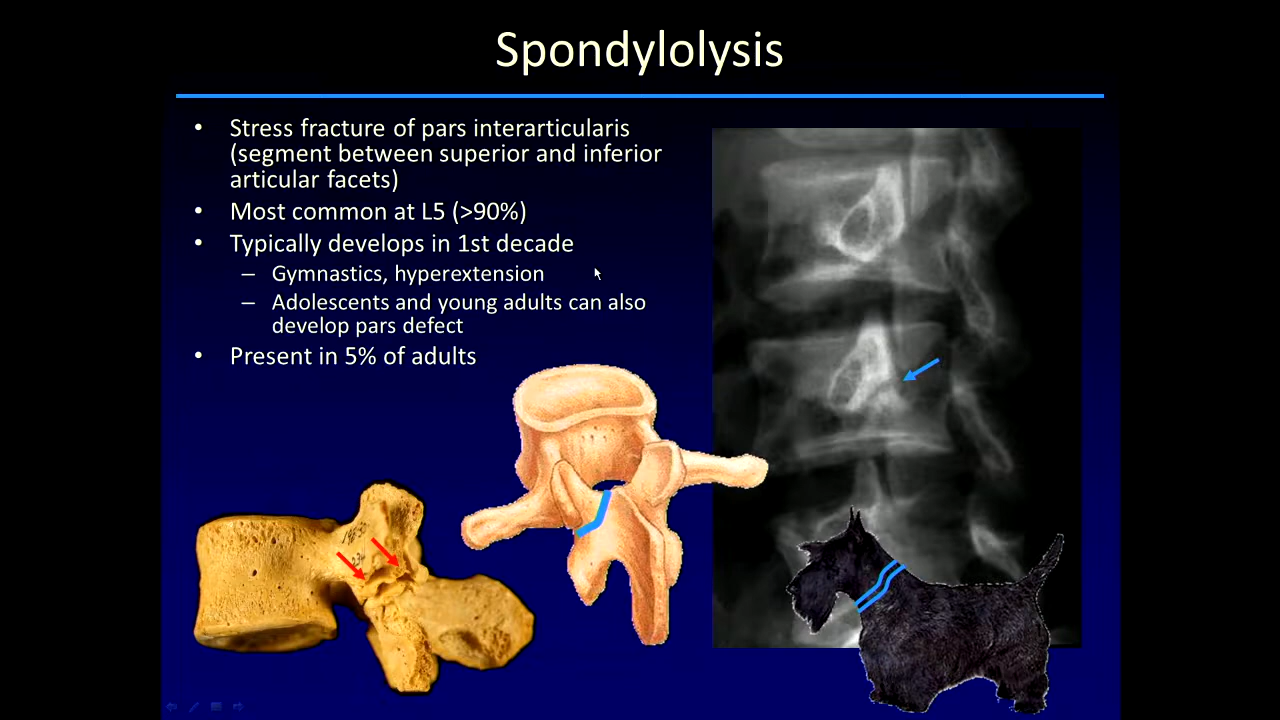 Spondylolysis
• Stress fracture of pars interarticularis
(segment between superior and inferior
articular facets)
• Most common at L5 (>90%)
• Typically develops in 1st decade
– Gymnastics, hyperextension
– Adolescents and young adults can also
develop pars defect
• Present in 5% of adults